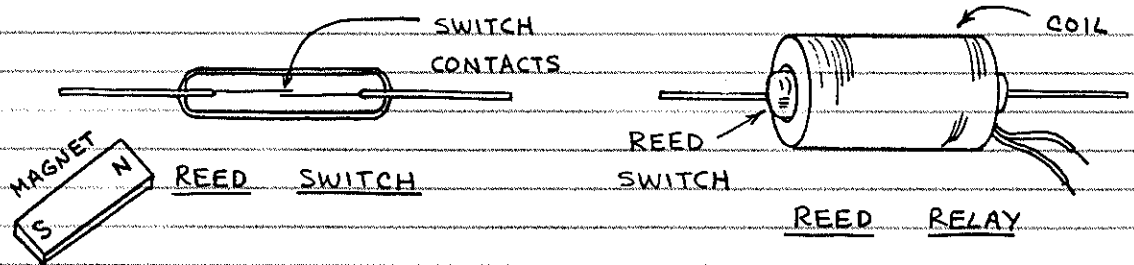 SWITCH
CONTACTS
COIL
REED
SWITCH
MAGNET
N
S
REED SWITCH
REED RELAY